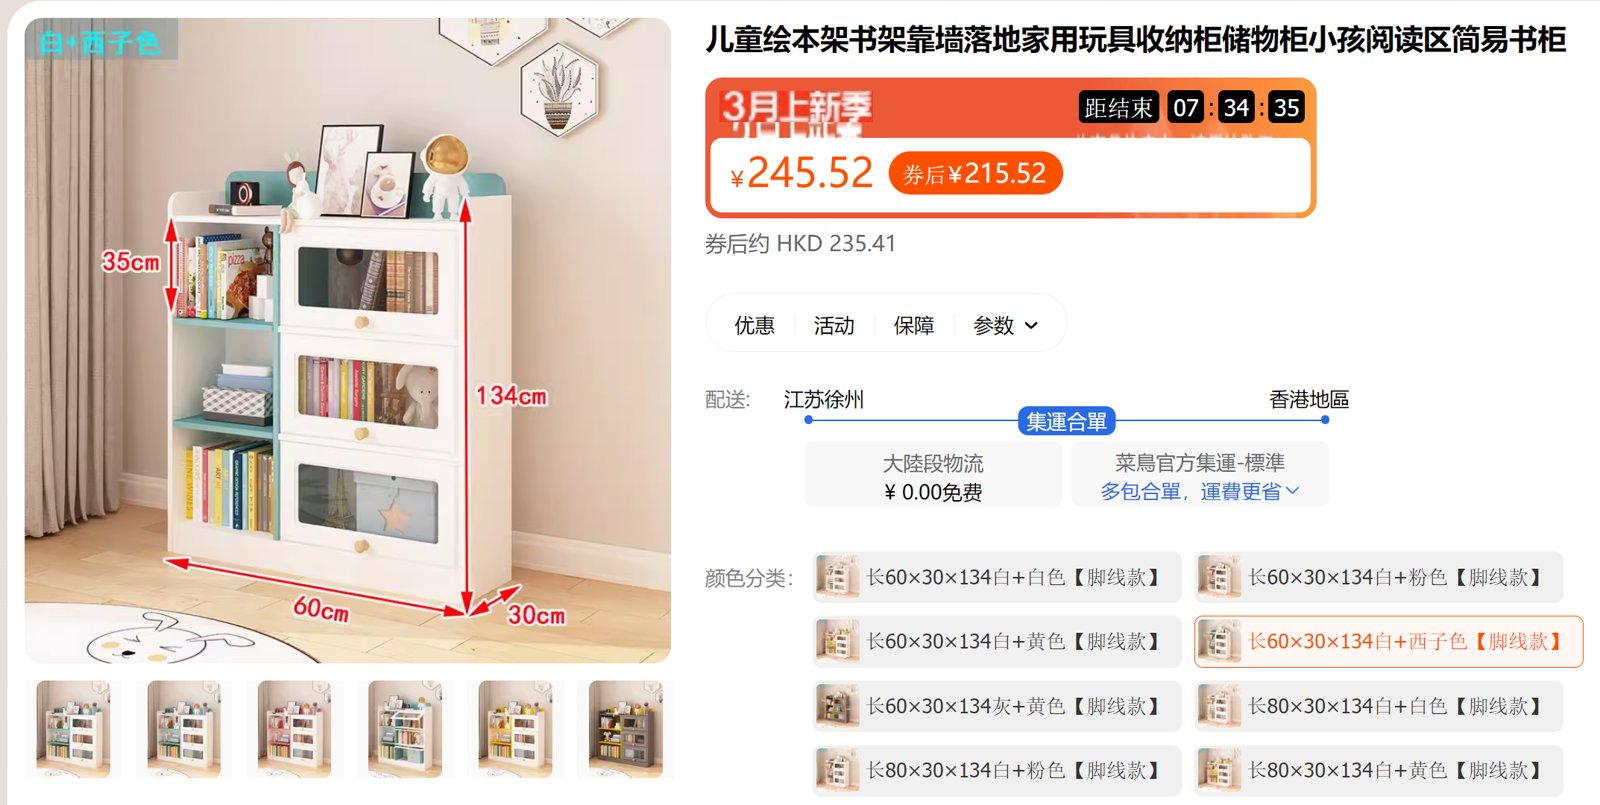 白+西子色
35cm
134cm
60cm
30cm
pizza
儿童绘本架书架靠墙落地家用玩具收纳柜储物柜小孩阅读区简易书柜
3月上新季
距结束 07 : 34 : 35
¥245.52 券后¥215.52
券后约 HKD 235.41
优惠 活动 保障 参数
配送: 江苏徐州 香港地區
集運合單
大陸段物流
¥ 0.00免费
菜鳥官方集運-標準
多包合單，運費更省
颜色分类:
长60×30×134白+白色【脚线款】
长60×30×134白+粉色【脚线款】
长60×30×134白+黄色【脚线款】
长60×30×134白+西子色【脚线款】
长60×30×134灰+黄色【脚线款】
长80×30×134白+白色【脚线款】
长80×30×134白+粉色【脚线款】
长80×30×134白+黄色【脚线款】